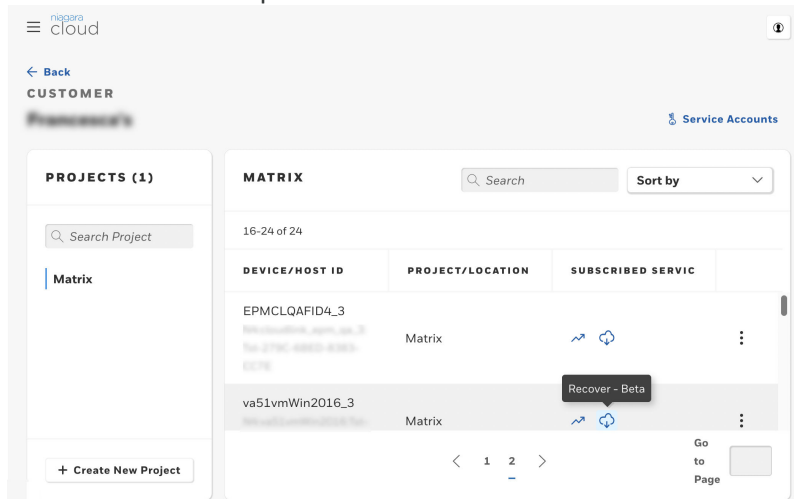 niagara
cloud
← Back
CUSTOMER
Service Accounts
PROJECTS (1)
Search Project
Matrix
+ Create New Project
MATRIX
Search
Sort by
16-24 of 24
DEVICE/HOST ID
PROJECT/LOCATION
SUBSCRIBED SERVIC
EPMCLQAFID4_3
Matrix
Recover - Beta
va51vmWin2016_3
Matrix
1 2
Go
to
Page